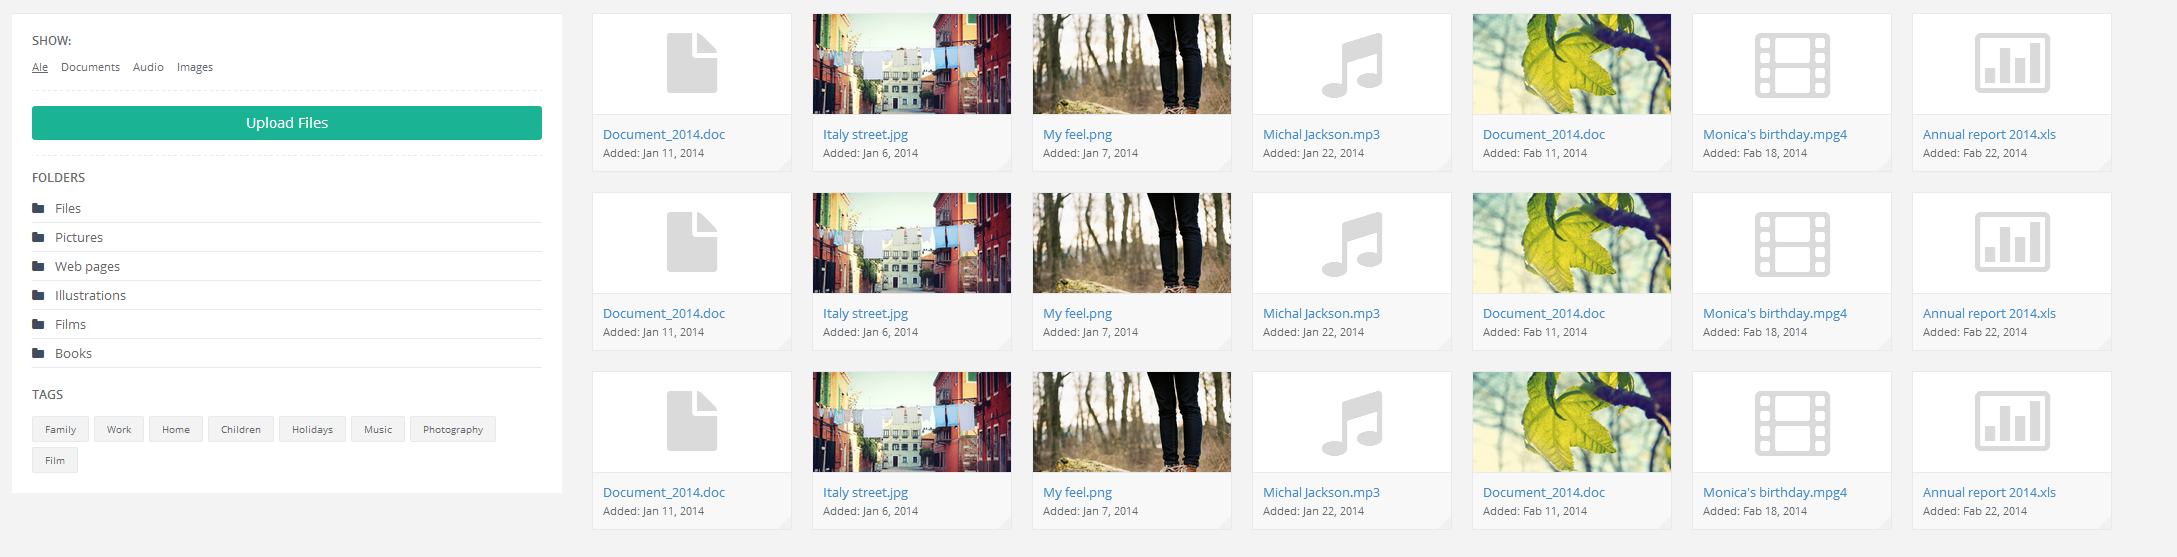 SHOW:
Ale Documents Audio Images
Upload Files
FOLDERS
Files
Pictures
Web pages
Illustrations
Films
Books
TAGS
Family Work Home Children Holidays Music Photography
Film
Document_2014.doc Italy street.jpg My feel.png Michal Jackson.mp3 Document_2014.doc Monica's birthday.mpg4 Annual report 2014.xls
Added: Jan 11, 2014 Added: Jan 6, 2014 Added: Jan 7, 2014 Added: Jan 22, 2014 Added: Fab 11, 2014 Added: Fab 18, 2014 Added: Fab 22, 2014
Document_2014.doc Italy street.jpg My feel.png Michal Jackson.mp3 Document_2014.doc Monica's birthday.mpg4 Annual report 2014.xls
Added: Jan 11, 2014 Added: Jan 6, 2014 Added: Jan 7, 2014 Added: Jan 22, 2014 Added: Fab 11, 2014 Added: Fab 18, 2014 Added: Fab 22, 2014
Document_2014.doc Italy street.jpg My feel.png Michal Jackson.mp3 Document_2014.doc Monica's birthday.mpg4 Annual report 2014.xls
Added: Jan 11, 2014 Added: Jan 6, 2014 Added: Jan 7, 2014 Added: Jan 22, 2014 Added: Fab 11, 2014 Added: Fab 18, 2014 Added: Fab 22, 2014